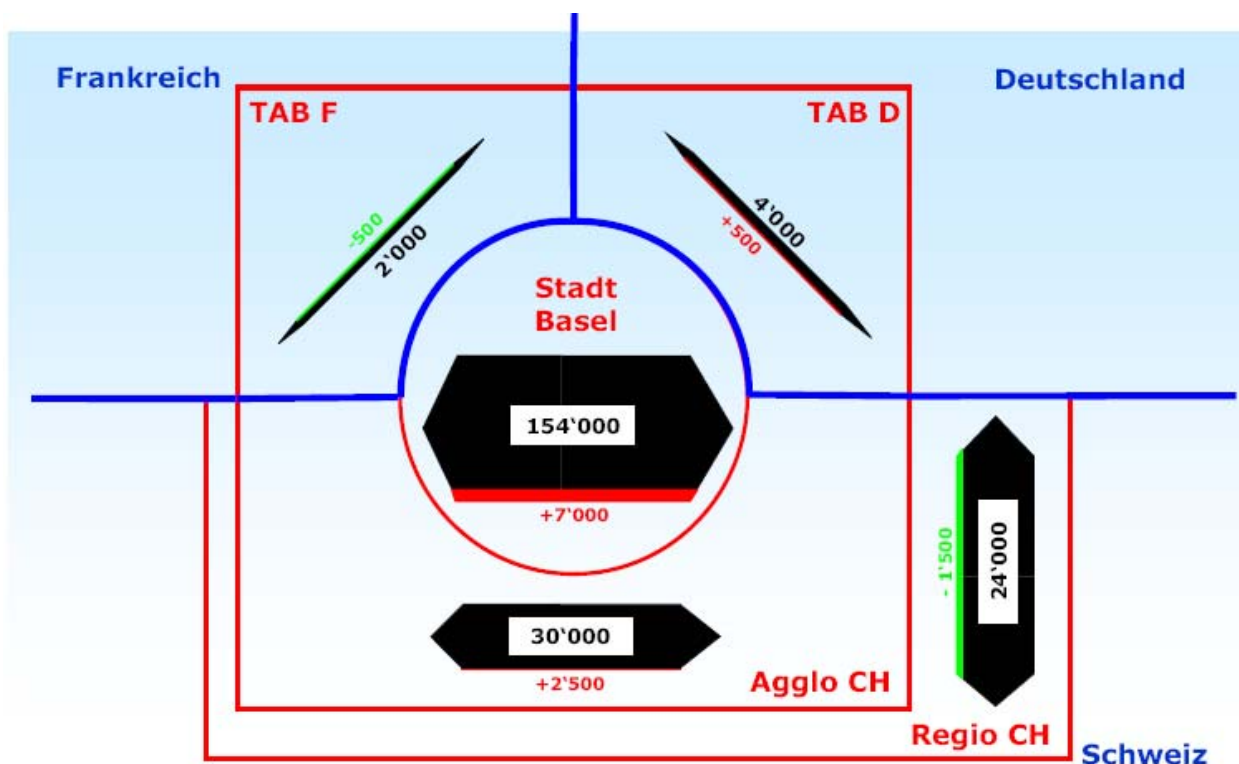 Frankreich
Deutschland
TAB F
TAB D
-500
2‘000
4‘000
+500
Stadt
Basel
154‘000
+7‘000
- 1‘500
24‘000
30‘000
+2‘500
Agglo CH
Regio CH
Schweiz